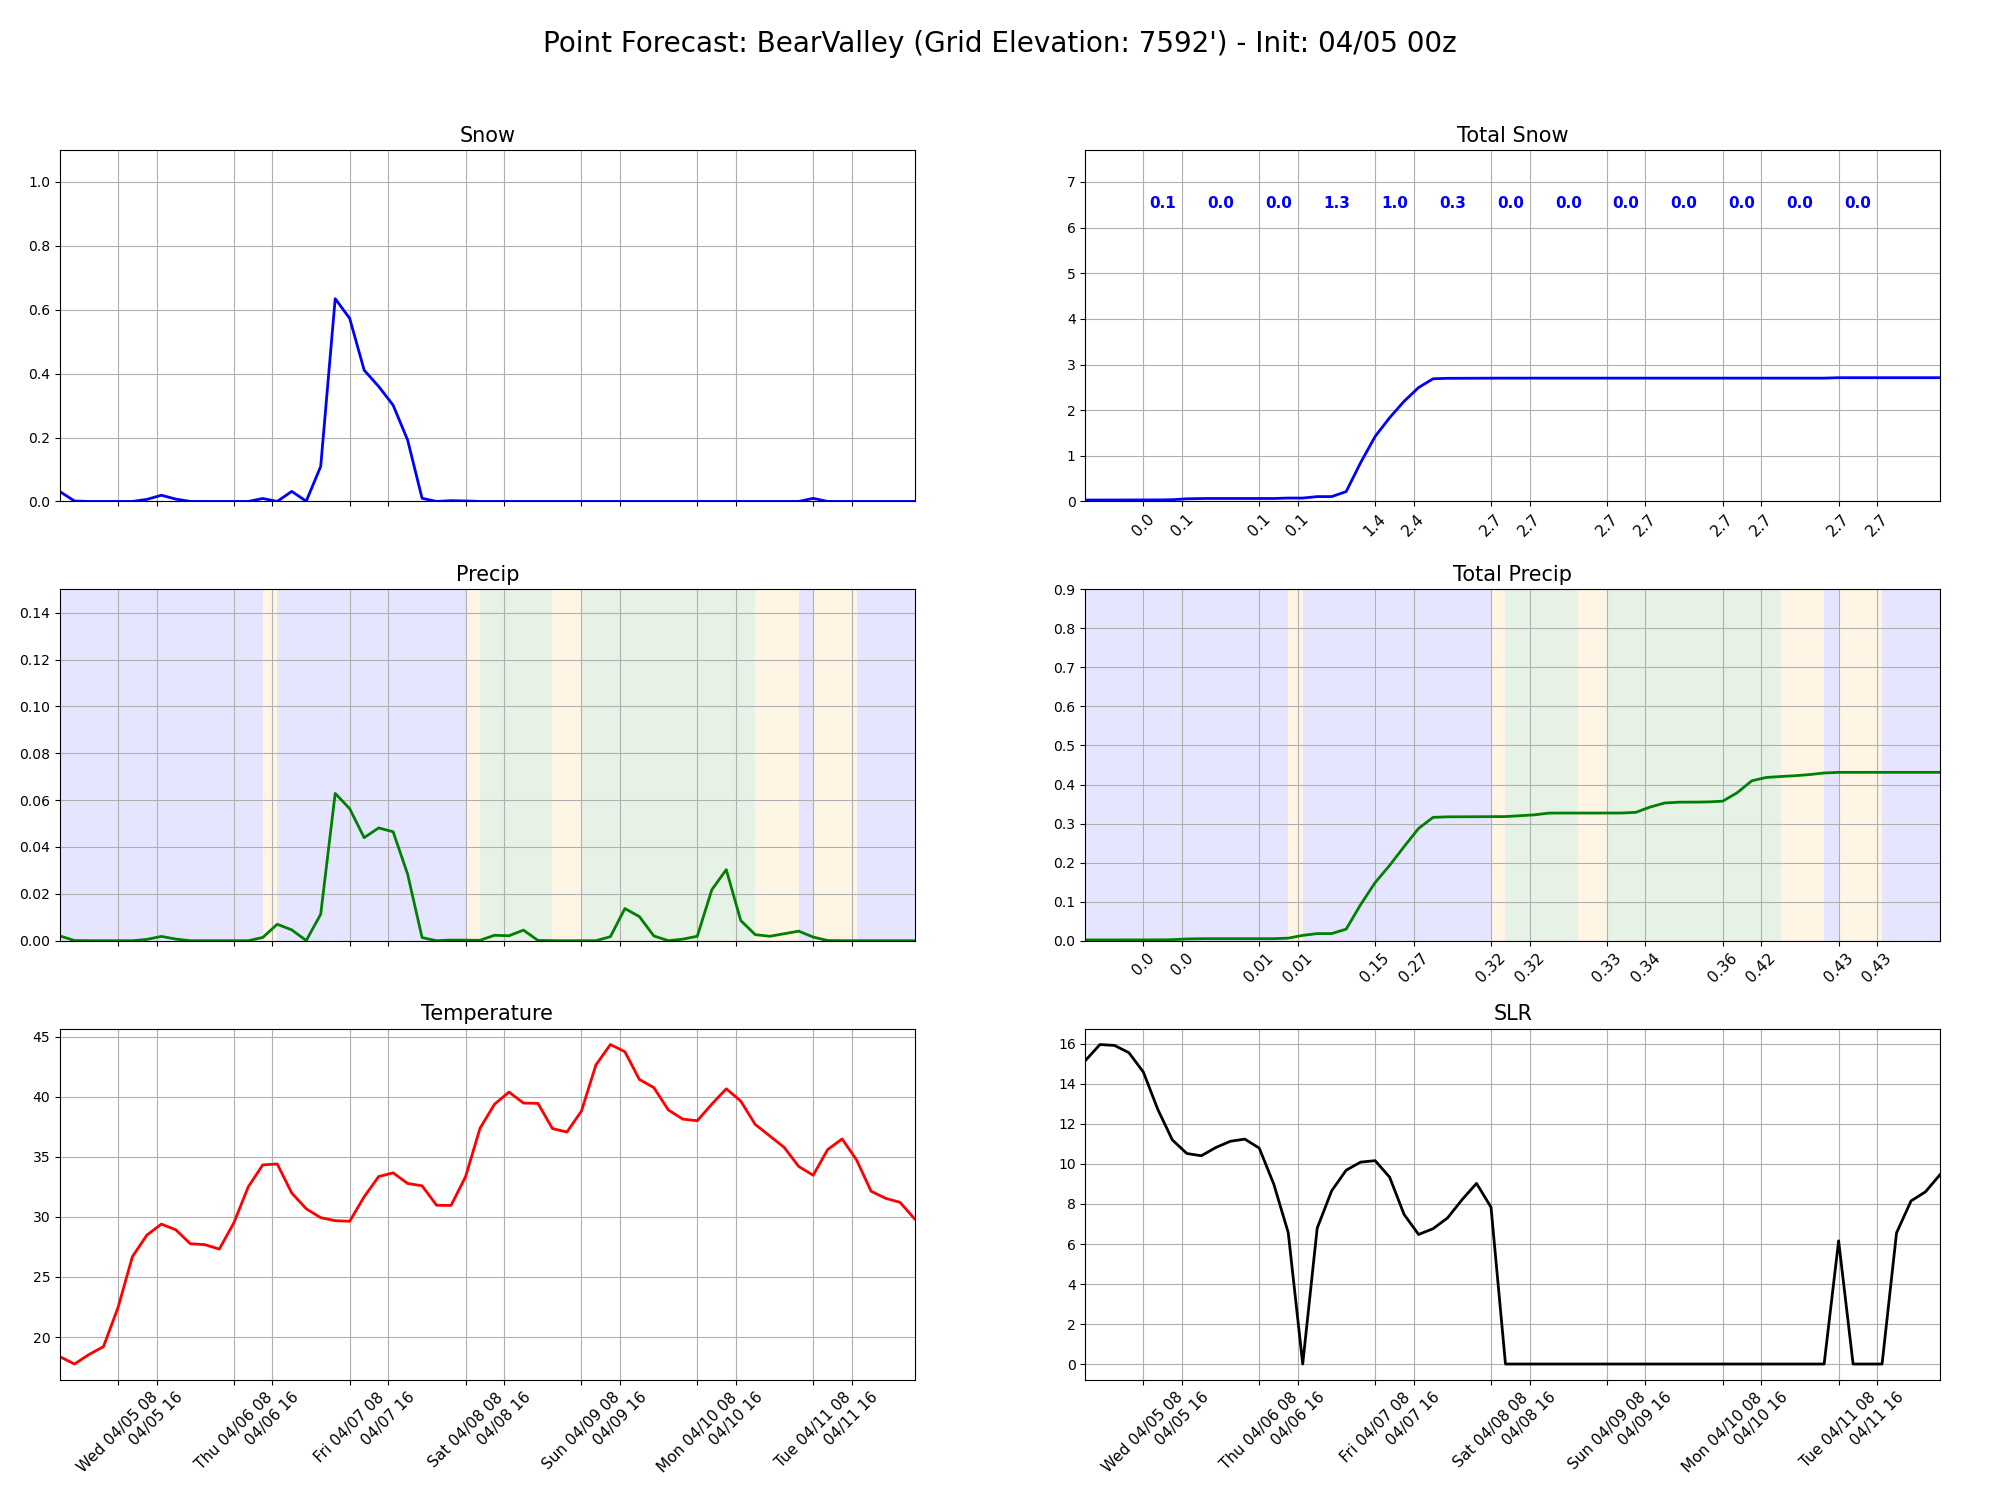 Point Forecast: BearValley (Grid Elevation: 7592') - Init: 04/05 00z
Snow
1.0
0.8
0.6
0.4
0.2
0.0
Total Snow
7
6
5
4
3
2
1
0
0.1 0.0 0.0 1.3 1.0 0.3 0.0 0.0 0.0 0.0 0.0 0.0 0.0
0.0 0.1 0.1 0.1 1.4 2.4 2.7 2.7 2.7 2.7 2.7 2.7 2.7 2.7
Precip
0.14
0.12
0.10
0.08
0.06
0.04
0.02
0.00
Total Precip
0.9
0.8
0.7
0.6
0.5
0.4
0.3
0.2
0.1
0.0
0.0 0.0 0.01 0.01 0.15 0.27 0.32 0.32 0.33 0.34 0.36 0.42 0.43 0.43
Temperature
45
40
35
30
25
20
Wed 04/05 08
04/05 16
Thu 04/06 08
04/06 16
Fri 04/07 08
04/07 16
Sat 04/08 08
04/08 16
Sun 04/09 08
04/09 16
Mon 04/10 08
04/10 16
Tue 04/11 08
04/11 16
SLR
16
14
12
10
8
6
4
2
0
Wed 04/05 08
04/05 16
Thu 04/06 08
04/06 16
Fri 04/07 08
04/07 16
Sat 04/08 08
04/08 16
Sun 04/09 08
04/09 16
Mon 04/10 08
04/10 16
Tue 04/11 08
04/11 16